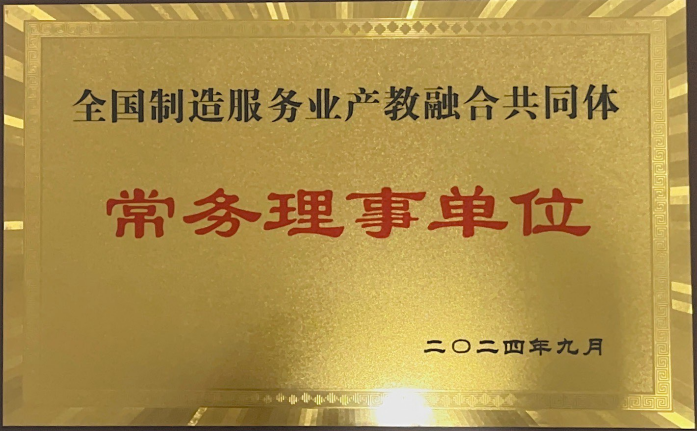 全国制造服务业产教融合共同体
常务理事单位
二〇二四年九月